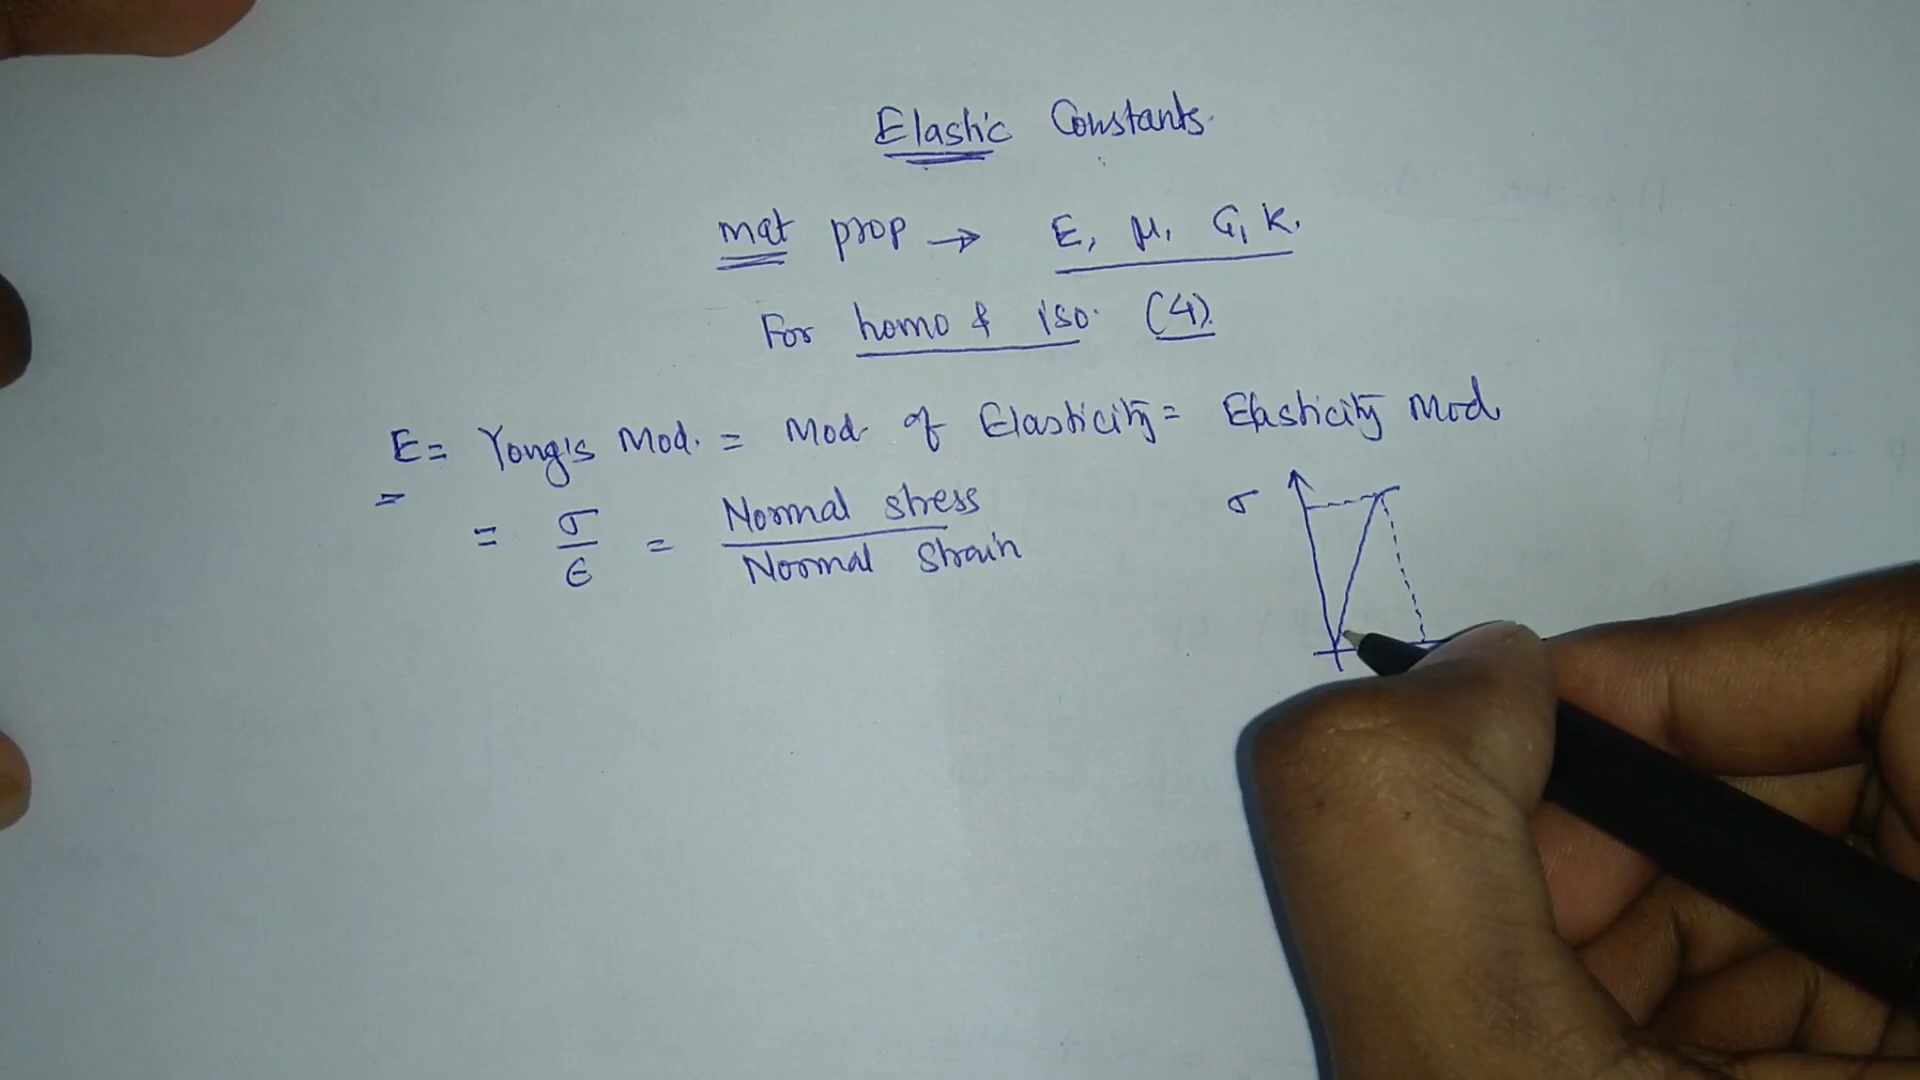 Elastic Constants.
mat prop → E, μ, G, K.
For homo & iso. (4).
E = Yong's Mod. = Mod. of Elasticity = Elasticity Mod
=
= σ/ϵ = Normal stress/Normal Strain
σ